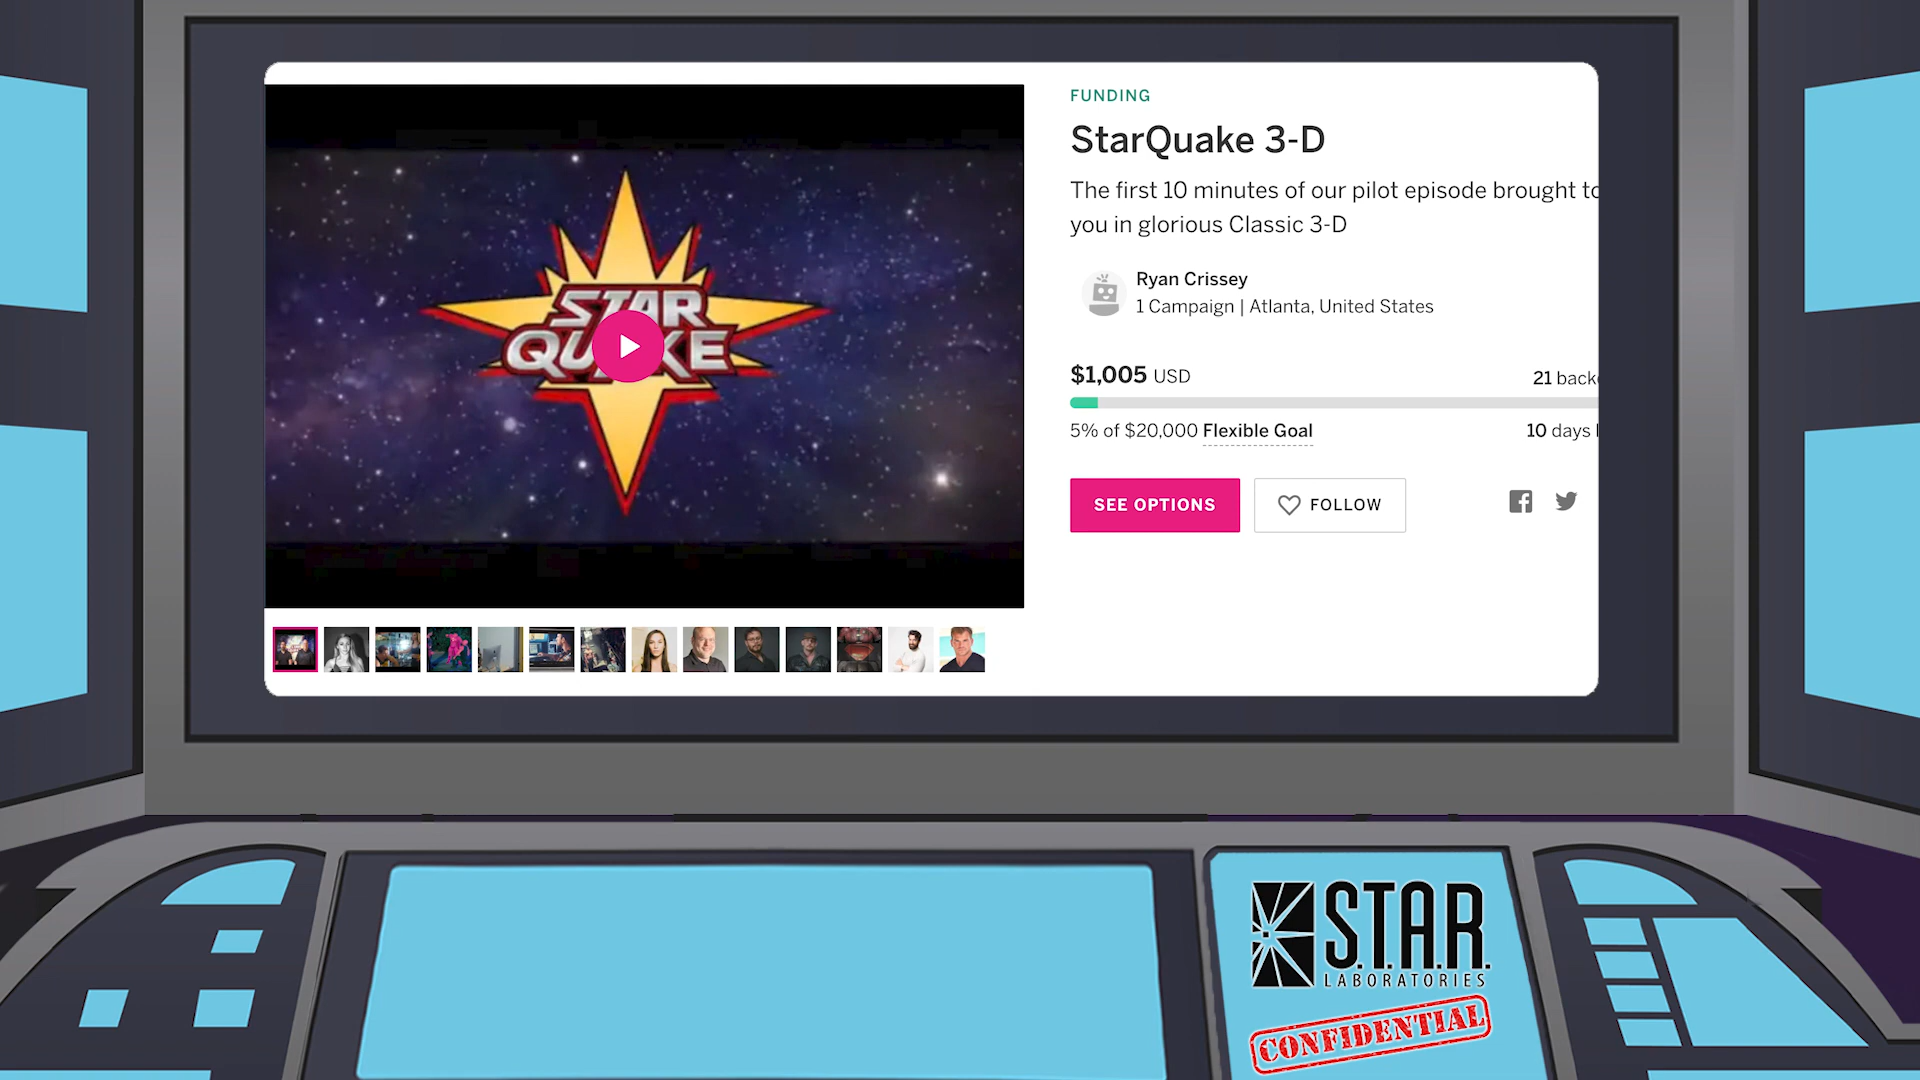 FUNDING
StarQuake 3-D
The first 10 minutes of our pilot episode brought to
you in glorious Classic 3-D
Ryan Crissey
1 Campaign | Atlanta, United States
$1,005 USD
21 back
5% of $20,000 Flexible Goal
10 days
SEE OPTIONS
FOLLOW
STAR
QUAKE
S.T.A.R.
LABORATORIES
CONFIDENTIAL